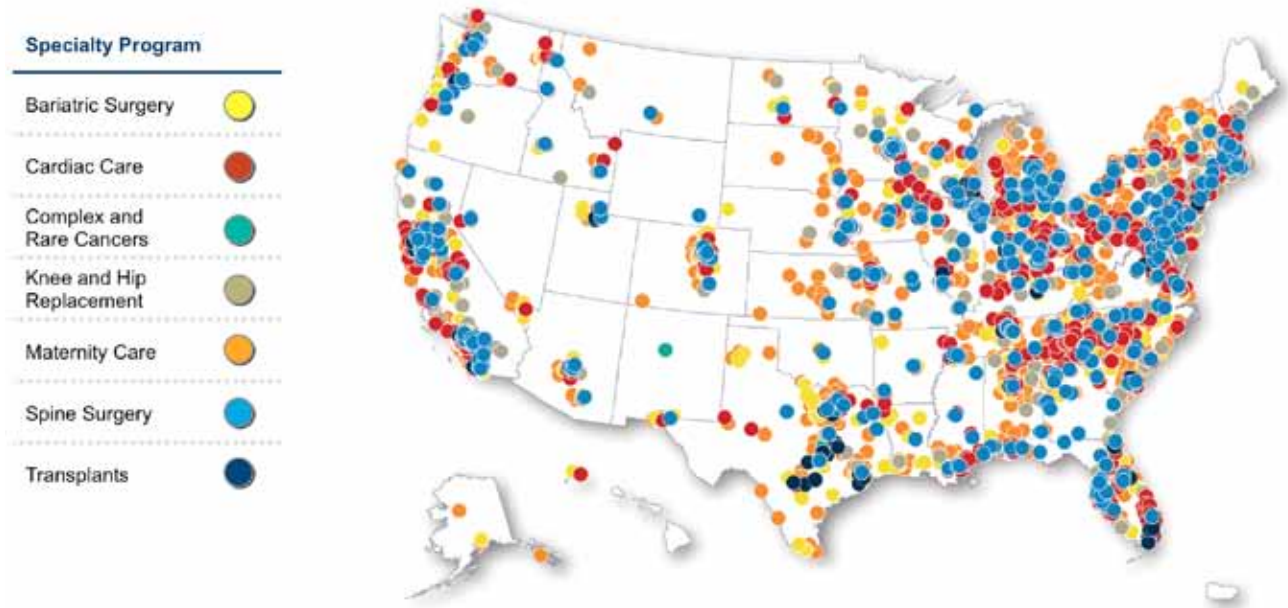 Specialty Program
Bariatric Surgery
Cardiac Care
Complex and
Rare Cancers
Knee and Hip
Replacement
Maternity Care
Spine Surgery
Transplants